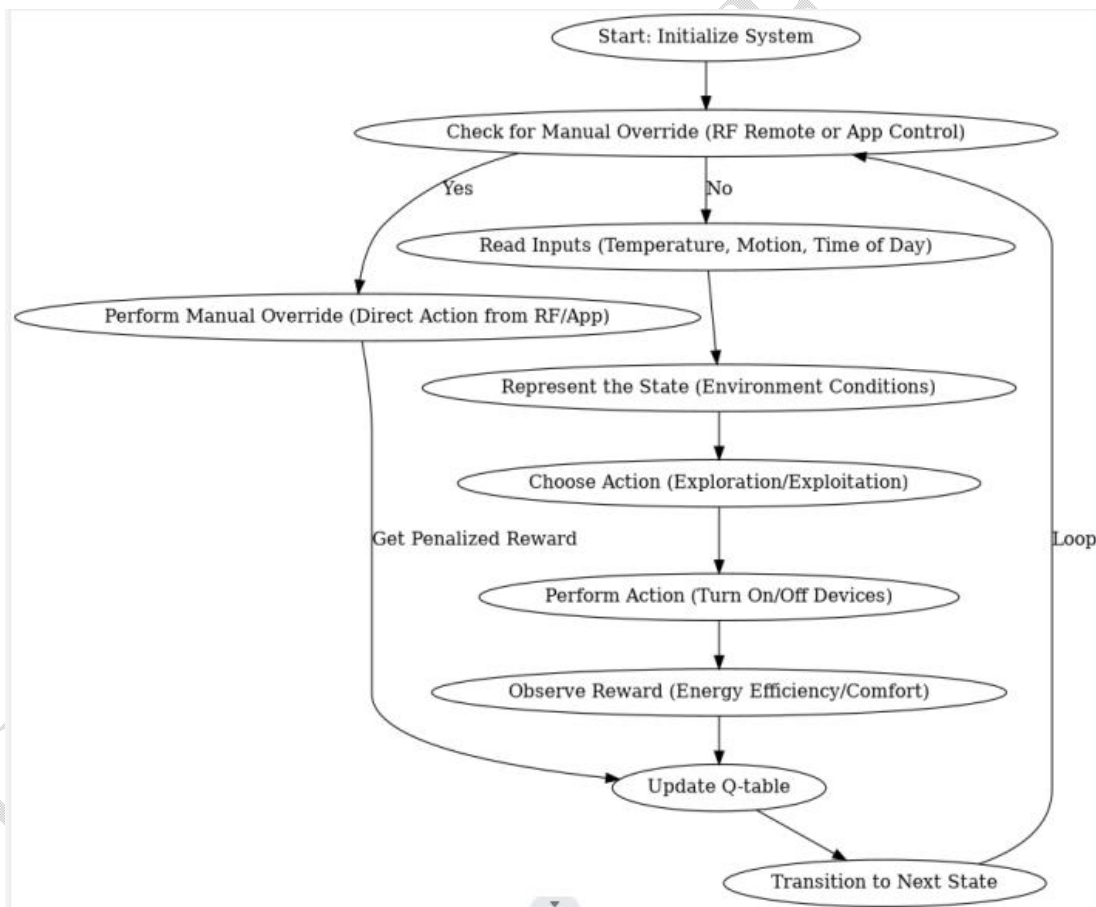 Start: Initialize System
Check for Manual Override (RF Remote or App Control)
Yes
No
Read Inputs (Temperature, Motion, Time of Day)
Perform Manual Override (Direct Action from RF/App)
Represent the State (Environment Conditions)
Choose Action (Exploration/Exploitation)
Get Penalized Reward
Loop
Perform Action (Turn On/Off Devices)
Observe Reward (Energy Efficiency/Comfort)
Update Q-table
Transition to Next State